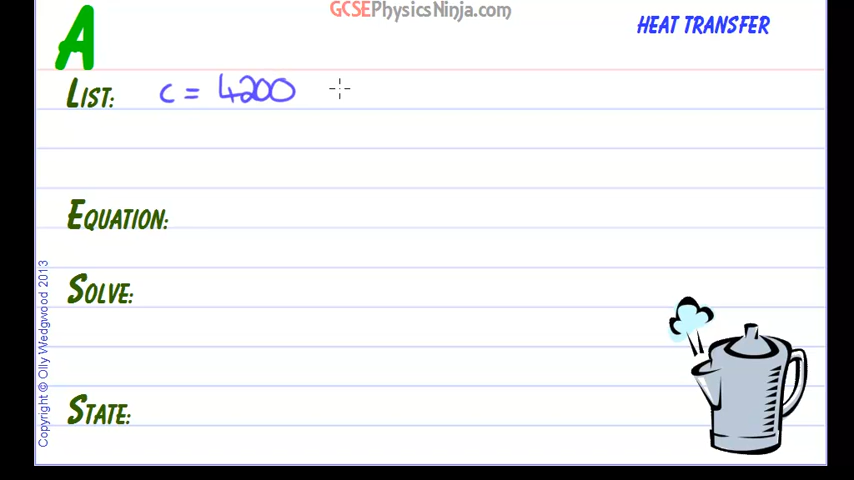 GCSEPhysicsNinja.com
HEAT TRANSFER
A
LIST: c = 4200
EQUATION:
SOLVE:
STATE:
Copyright © Olly Wedgwood 2013